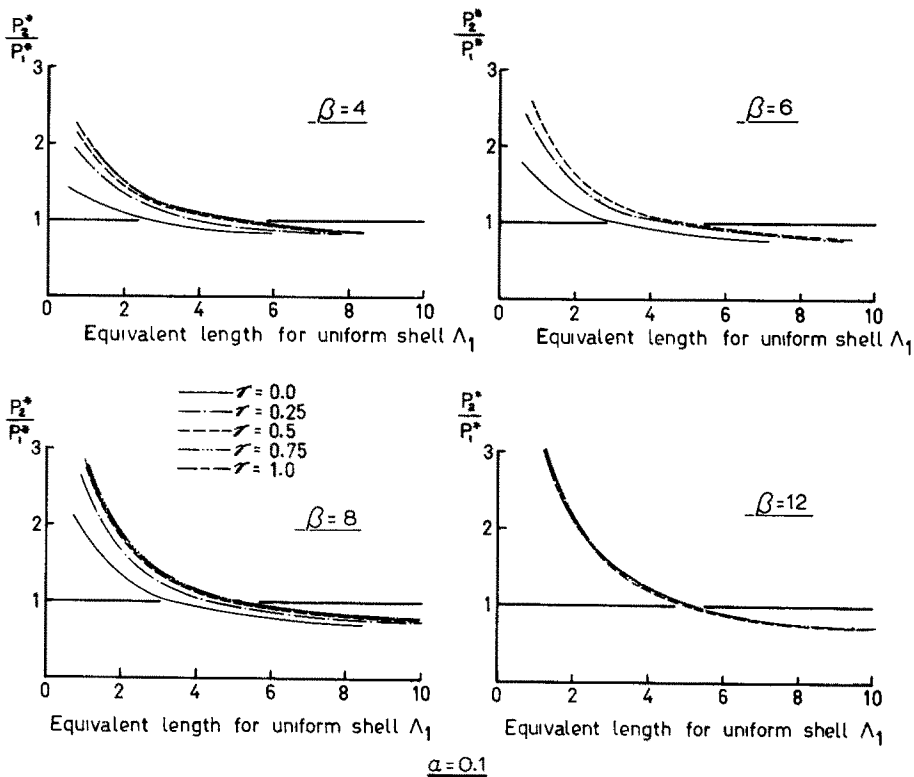 P₂*
P₁*
3
2
1
0 2 4 6 8 10
β=4
Equivalent length for uniform shell Λ₁
P₂*
P₁*
3
2
1
0 2 4 6 8 10
β=6
Equivalent length for uniform shell Λ₁
P₂*
P₁*
3
2
1
0 2 4 6 8 10
𝛾 = 0.0
𝛾 = 0.25
𝛾 = 0.5
𝛾 = 0.75
𝛾 = 1.0
β=8
Equivalent length for uniform shell Λ₁
P₂*
P₁*
3
2
1
0 2 4 6 8 10
β=12
Equivalent length for uniform shell Λ₁
α=0.1